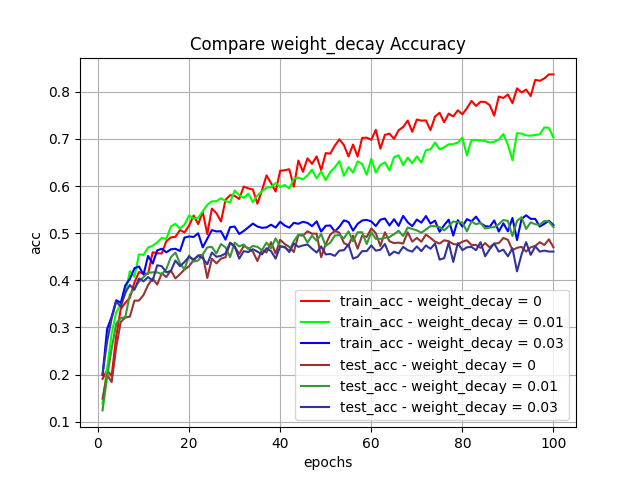 Compare weight_decay Accuracy
acc
0.8
0.7
0.6
0.5
0.4
0.3
0.2
0.1
train_acc - weight_decay = 0
train_acc - weight_decay = 0.01
train_acc - weight_decay = 0.03
test_acc - weight_decay = 0
test_acc - weight_decay = 0.01
test_acc - weight_decay = 0.03
0 20 40 60 80 100
epochs